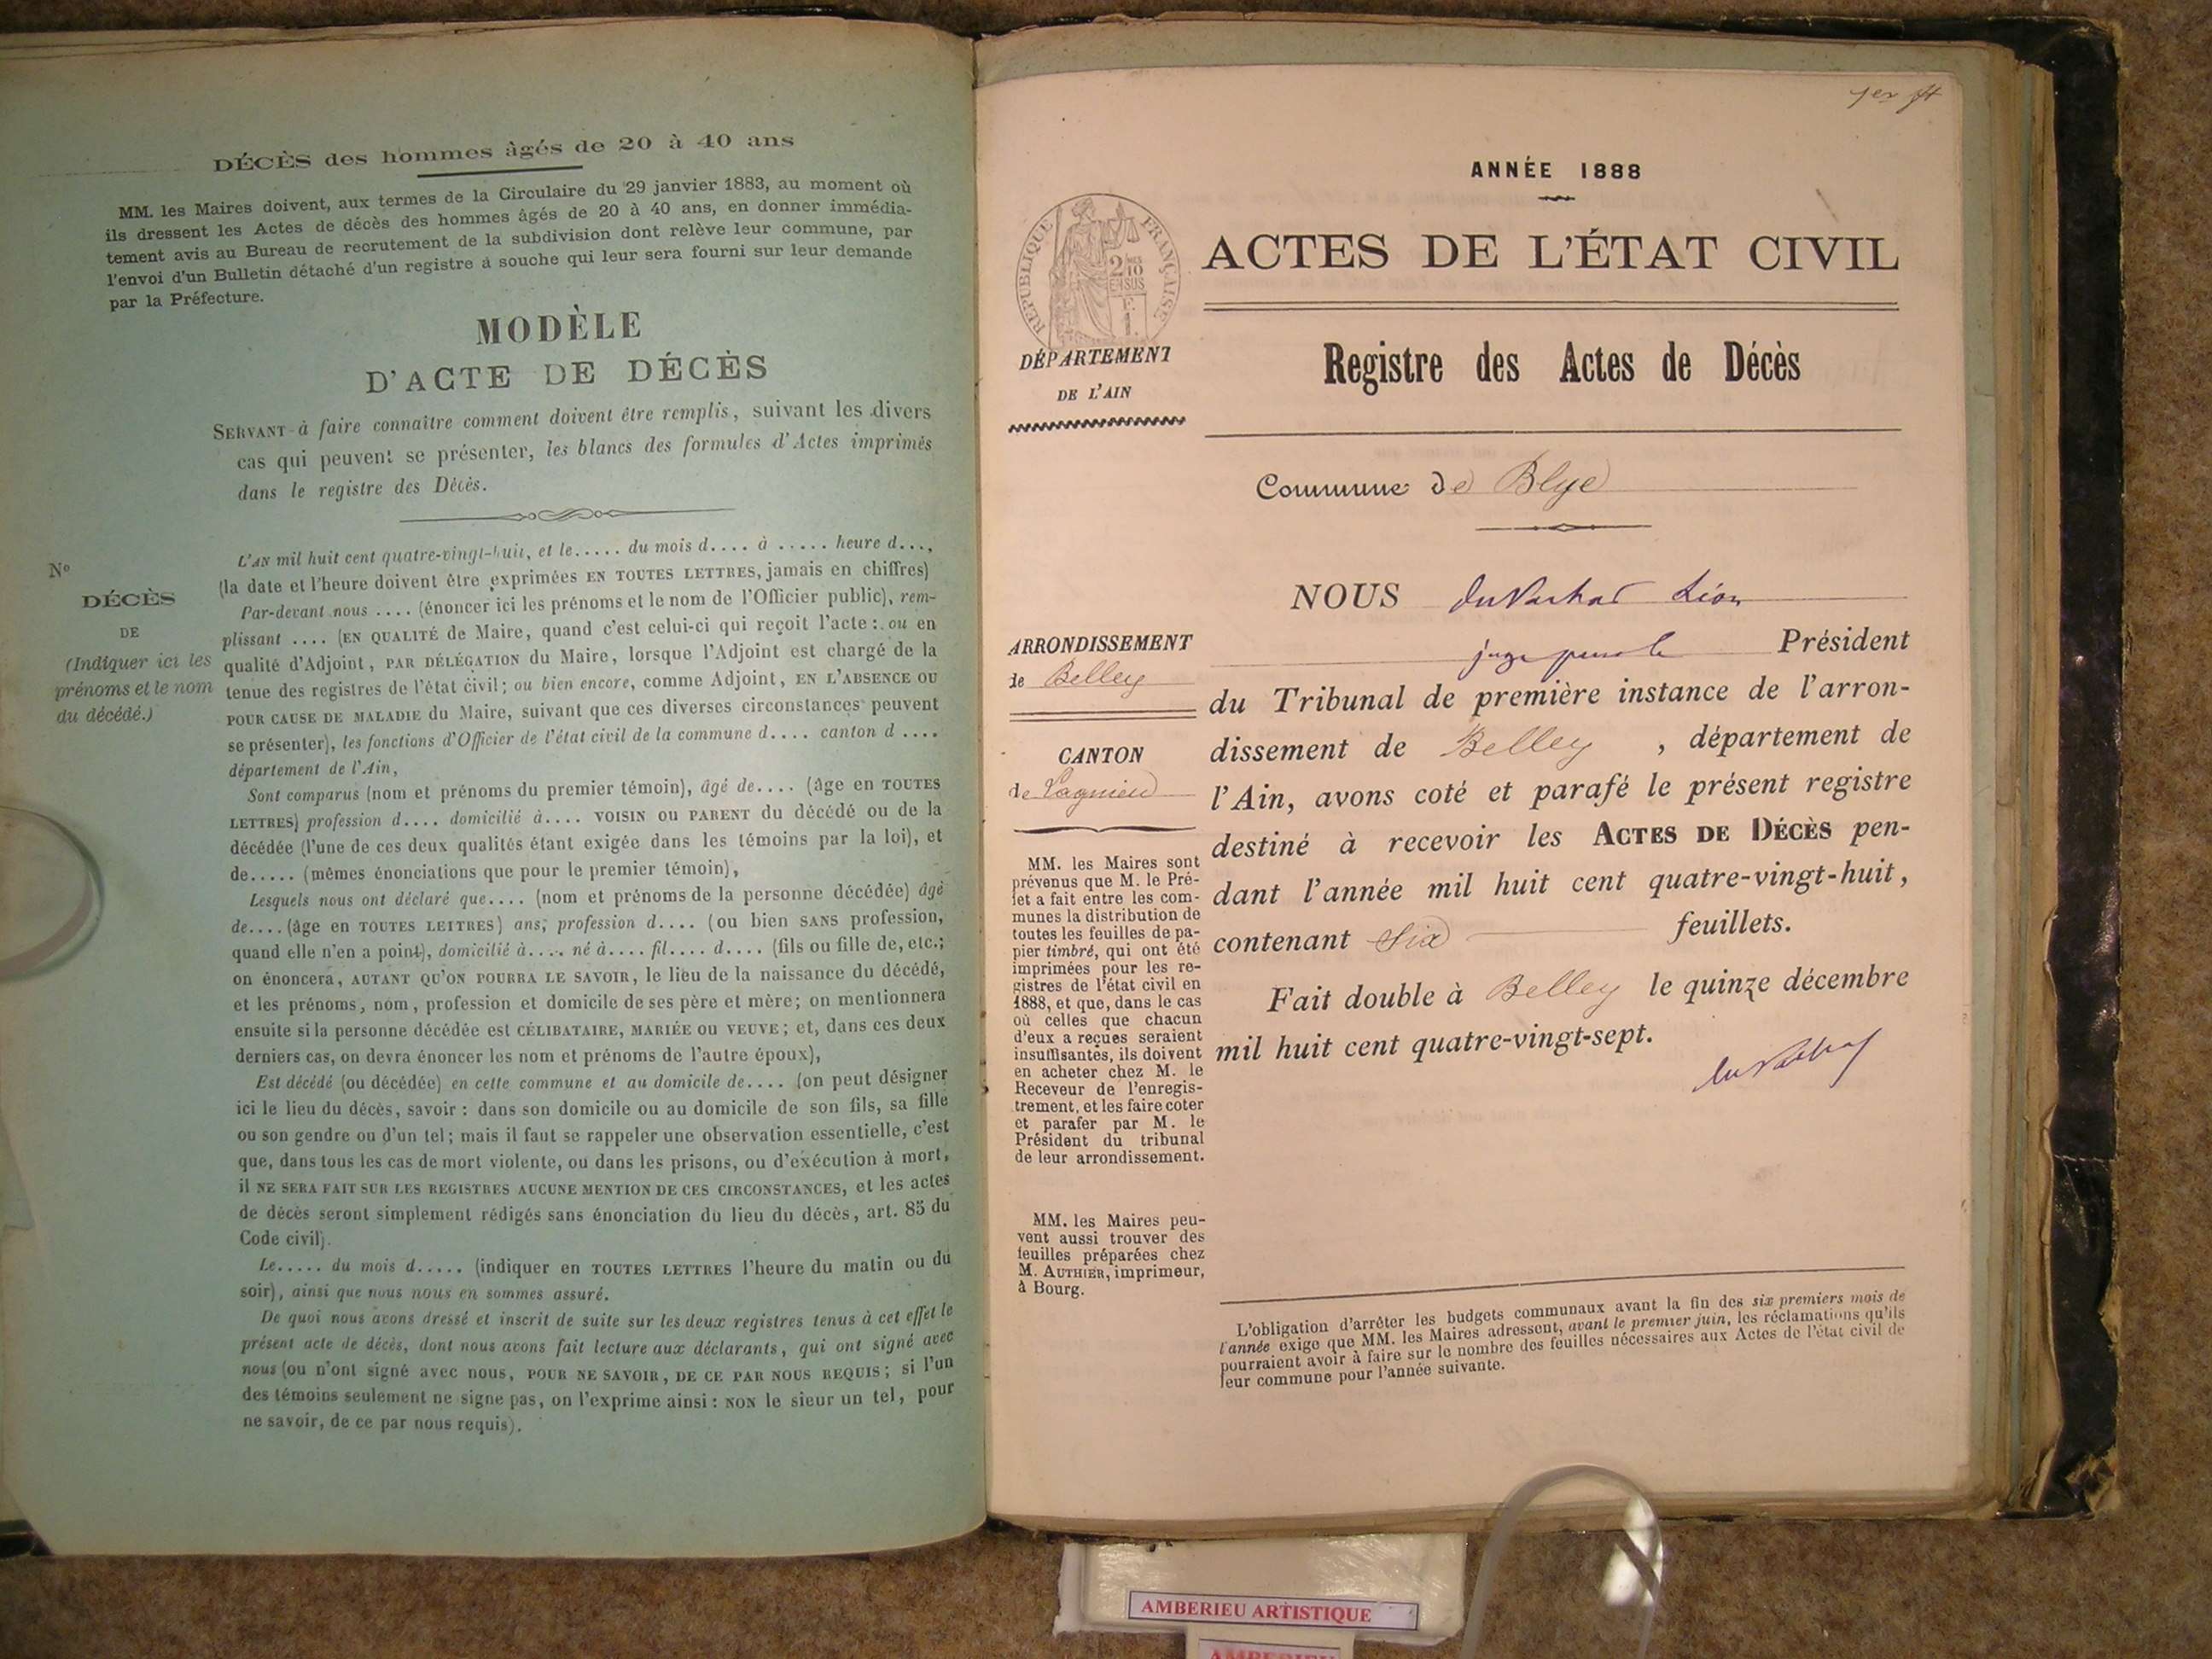 DÉCÈS des hommes âgés de 20 à 40 ans
MM. les Maires doivent, aux termes de la Circulaire du 29 janvier 1883, au moment où
ils dressent les Actes de décès des hommes âgés de 20 à 40 ans, en donner immédia-
tement avis au Bureau de recrutement de la subdivision dont relève leur commune, par
l'envoi d'un Bulletin détaché d'un registre à souche qui leur sera fourni sur leur demande
par la Préfecture.
MODÈLE
D'ACTE DE DÉCÈS
SERVANT à faire connaître comment doivent être remplis, suivant les divers
cas qui peuvent se présenter, les blancs des formules d'Actes imprimés
dans le registre des Décès.
No
DÉCÈS
DE
(Indiquer ici les
prénoms et le nom
du décédé.)
L'AN mil huit cent quatre-vingt-huit, et le..... du mois d.... à ..... heure d...,
(la date et l'heure doivent être exprimées EN TOUTES LETTRES, jamais en chiffres)
Par-devant nous .... (énoncer ici les prénoms et le nom de l'Officier public), rem-
plissant .... (EN QUALITÉ de Maire, quand c'est celui-ci qui reçoit l'acte : ou en
qualité d'Adjoint, PAR DÉLÉGATION du Maire, lorsque l'Adjoint est chargé de la
tenue des registres de l'état civil; ou bien encore, comme Adjoint, EN L'ABSENCE OU
POUR CAUSE DE MALADIE du Maire, suivant que ces diverses circonstances peuvent
se présenter), les fonctions d'Officier de l'état civil de la commune d.... canton d ....
département de l'Ain,
Sont comparus (nom et prénoms du premier témoin), âgé de.... (âge en TOUTES
LETTRES) profession d.... domicilié à.... VOISIN OU PARENT du décédé ou de la
décédée (l'une de ces deux qualités étant exigée dans les témoins par la loi), et
de..... (mêmes énonciations que pour le premier témoin),
Lesquels nous ont déclaré que.... (nom et prénoms de la personne décédée) âgé
de.... (âge en TOUTES LETTRES) ans; profession d.... (ou bien SANS profession,
quand elle n'en a point), domicilié à.... né à.... fil.... d.... (fils ou fille de, etc.;
on énoncera, AUTANT QU'ON POURRA LE SAVOIR, le lieu de la naissance du décédé,
et les prénoms, nom, profession et domicile de ses père et mère; on mentionnera
ensuite si la personne décédée est CÉLIBATAIRE, MARIÉE OU VEUVE; et, dans ces deux
derniers cas, on devra énoncer les nom et prénoms de l'autre époux),
Est décédé (ou décédée) en cette commune et au domicile de.... (on peut désigner
ici le lieu du décès, savoir : dans son domicile ou au domicile de son fils, sa fille
ou son gendre ou d'un tel; mais il faut se rappeler une observation essentielle, c'est
que, dans tous les cas de mort violente, ou dans les prisons, ou d'exécution à mort,
il NE SERA FAIT SUR LES REGISTRES AUCUNE MENTION DE CES CIRCONSTANCES, et les actes
de décès seront simplement rédigés sans énonciation du lieu du décès, art. 85 du
Code civil).
Le..... du mois d..... (indiquer en TOUTES LETTRES l'heure du matin ou du
soir), ainsi que nous nous en sommes assuré.
De quoi nous avons dressé et inscrit de suite sur les deux registres tenus à cet effet le
présent acte de décès, dont nous avons fait lecture aux déclarants, qui ont signé avec
nous (ou n'ont signé avec nous, POUR NE SAVOIR, DE CE PAR NOUS REQUIS; si l'un
des témoins seulement ne signe pas, on l'exprime ainsi : NON le sieur un tel, pour
ne savoir, de ce par nous requis).
1er
ANNÉE 1888
ACTES DE L'ÉTAT CIVIL
RÉPUBLIQUE FRANÇAISE
2/10
EN SUS
F.
1.
DÉPARTEMENT
DE L'AIN
Registre des Actes de Décès
Commune de Blye
NOUS Léon
juge Président
du Tribunal de première instance de l'arron-
dissement de Belley, département de
l'Ain, avons coté et parafé le présent registre
destiné à recevoir les ACTES DE DÉCÈS pen-
dant l'année mil huit cent quatre-vingt-huit,
contenant Six feuillets.
Fait double à Belley le quinze décembre
mil huit cent quatre-vingt-sept.
ARRONDISSEMENT
de Belley
CANTON
de Lagnieu
MM. les Maires sont
prévenus que M. le Pré-
fet a fait entre les com-
munes la distribution de
toutes les feuilles de pa-
pier timbré, qui ont été
imprimées pour les re-
gistres de l'état civil en
1888, et que, dans le cas
où celles que chacun
d'eux a reçues seraient
insuffisantes, ils doivent
en acheter chez M. le
Receveur de l'enregis-
trement, et les faire coter
et parafer par M. le
Président du tribunal
de leur arrondissement.
MM. les Maires peu-
vent aussi trouver des
feuilles préparées chez
M. AUTHIER, imprimeur,
à Bourg.
L'obligation d'arrêter les budgets communaux avant la fin des six premiers mois de
l'année exige que MM. les Maires adressent, avant le premier juin, les réclamations qu'ils
pourraient avoir à faire sur le nombre des feuilles nécessaires aux Actes de l'état civil de
leur commune pour l'année suivante.
AMBERIEU ARTISTIQUE
AMBERIEU